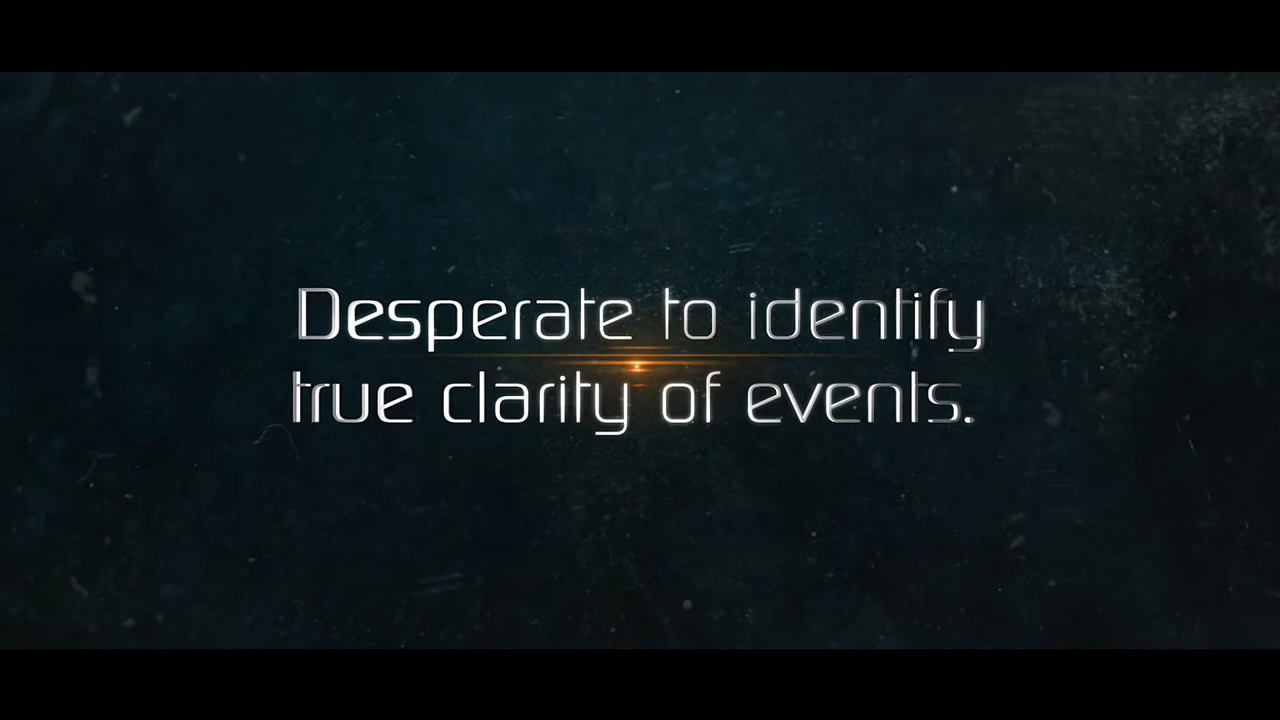 Desperate to identify
true clarity of events.